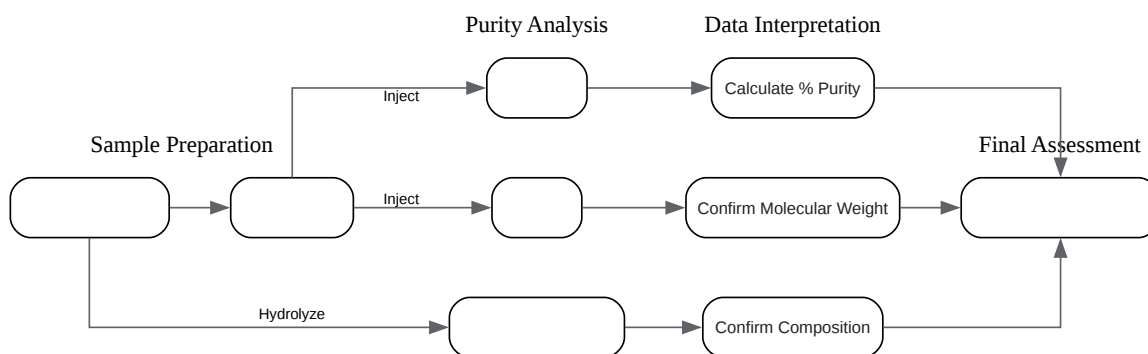 Purity Analysis
Data Interpretation
Calculate % Purity
Inject
Sample Preparation
Final Assessment
Inject
Confirm Molecular Weight
Hydrolyze
Confirm Composition